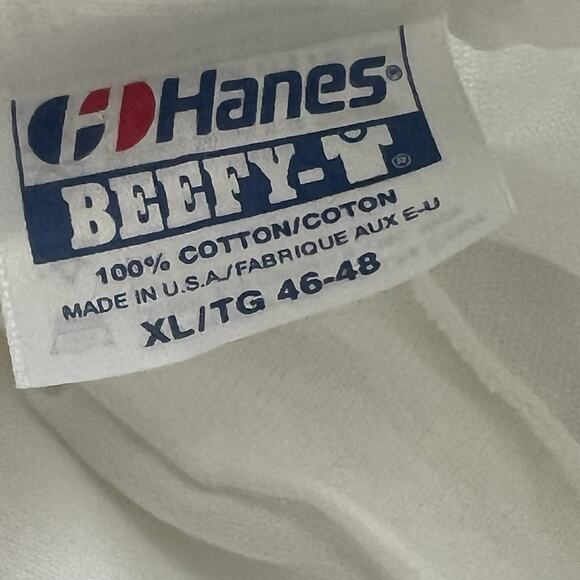 Hanes®
BEEFY-T®
100% COTTON/COTON
MADE IN U.S.A./FABRIQUE AUX E-U
XL/TG 46-48